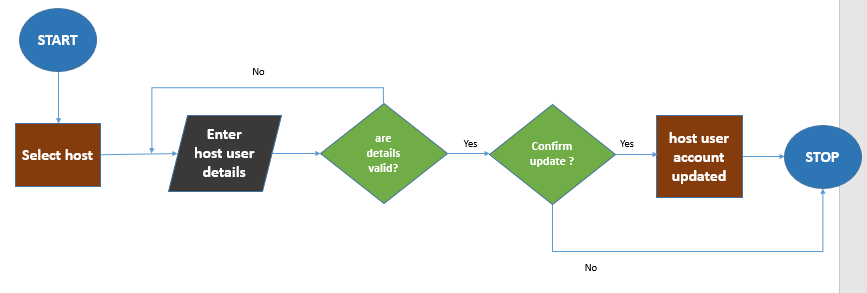 START
No
Select host
Enter
host user
details
are
details
valid?
Yes
Confirm
update ?
Yes
host user
account
updated
STOP
No